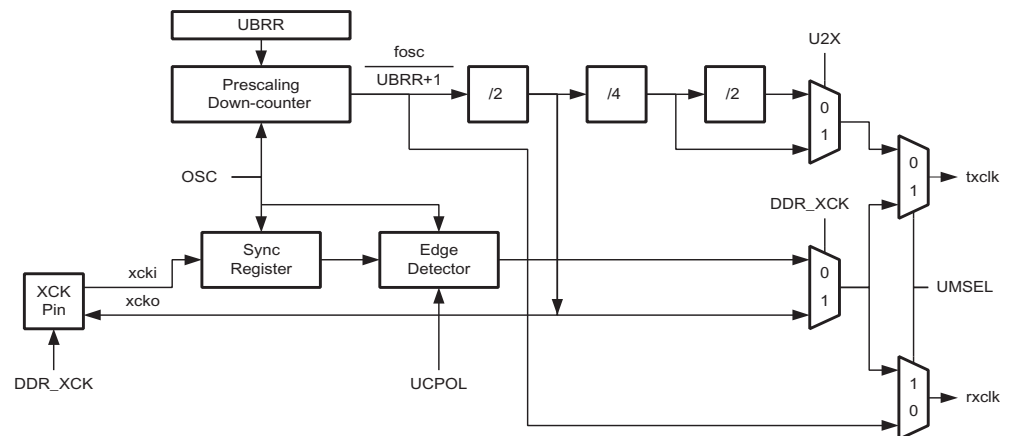 UBRR
fosc
UBRR+1
U2X
Prescaling
Down-counter
/2
/4
/2
0
1
OSC
0
1
txclk
DDR_XCK
Sync
Register
Edge
Detector
xcki
xcko
XCK
Pin
0
1
UMSEL
DDR_XCK
UCPOL
1
0
rxclk